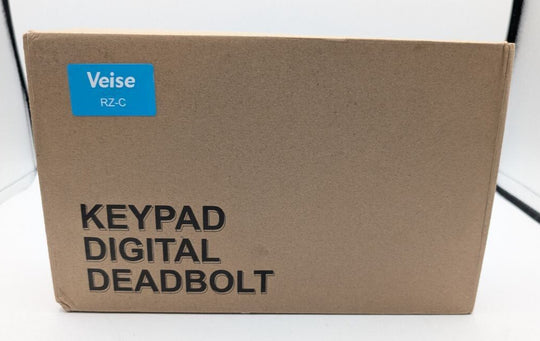 Veise
RZ-C
KEYPAD
DIGITAL
DEADBOLT